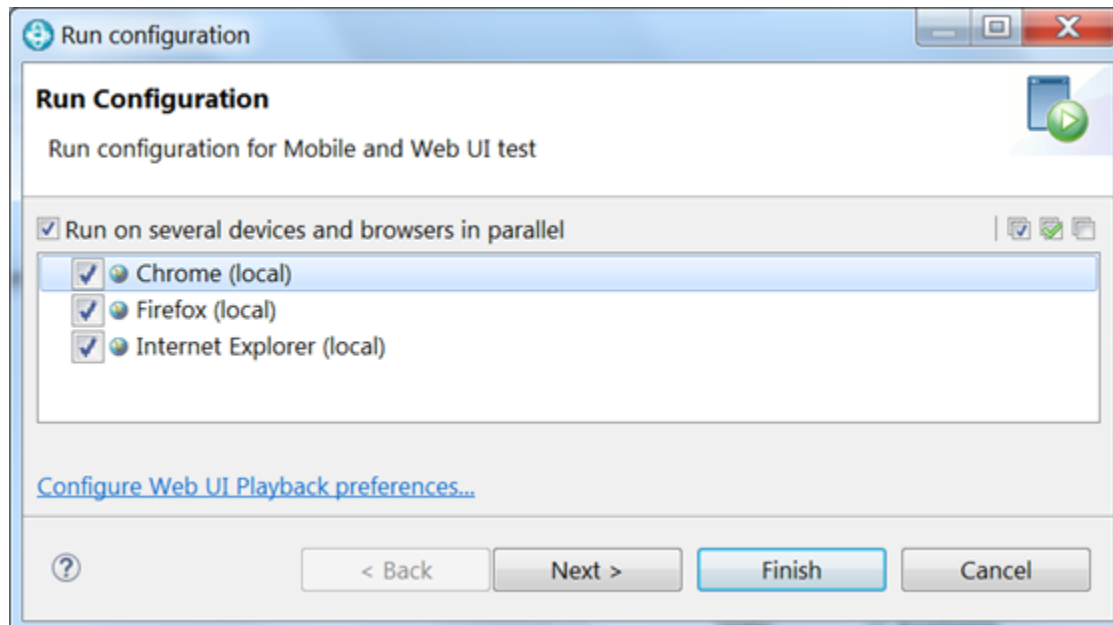 Run configuration
Run Configuration
Run configuration for Mobile and Web UI test
Run on several devices and browsers in parallel
Chrome (local)
Firefox (local)
Internet Explorer (local)
Configure Web UI Playback preferences...
? < Back Next > Finish Cancel